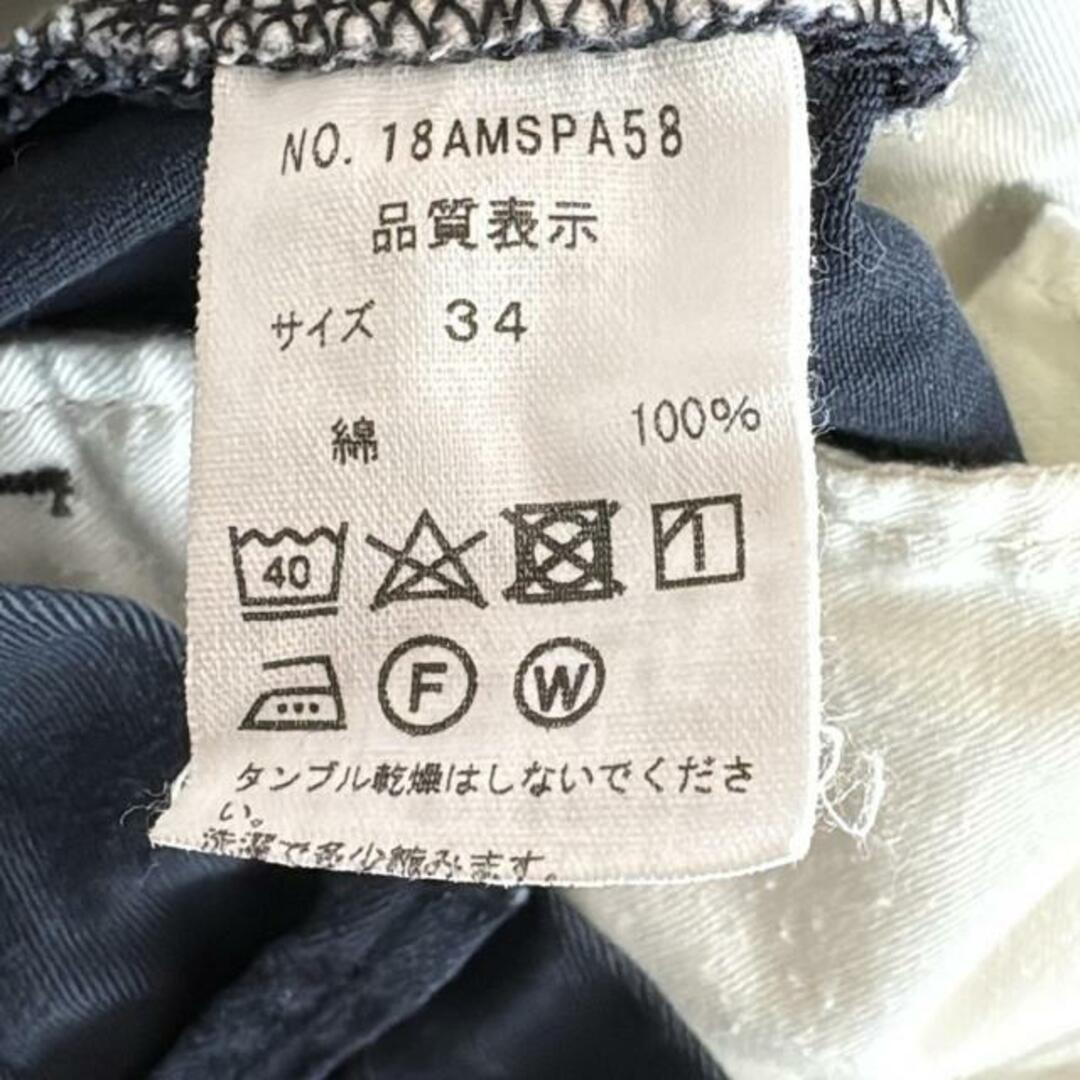 NO. 18AMSPA58
品質表示
サイズ 34
綿 100%
40
F W
タンブル乾燥はしないでくださ
い。
洗濯で多少縮みます。